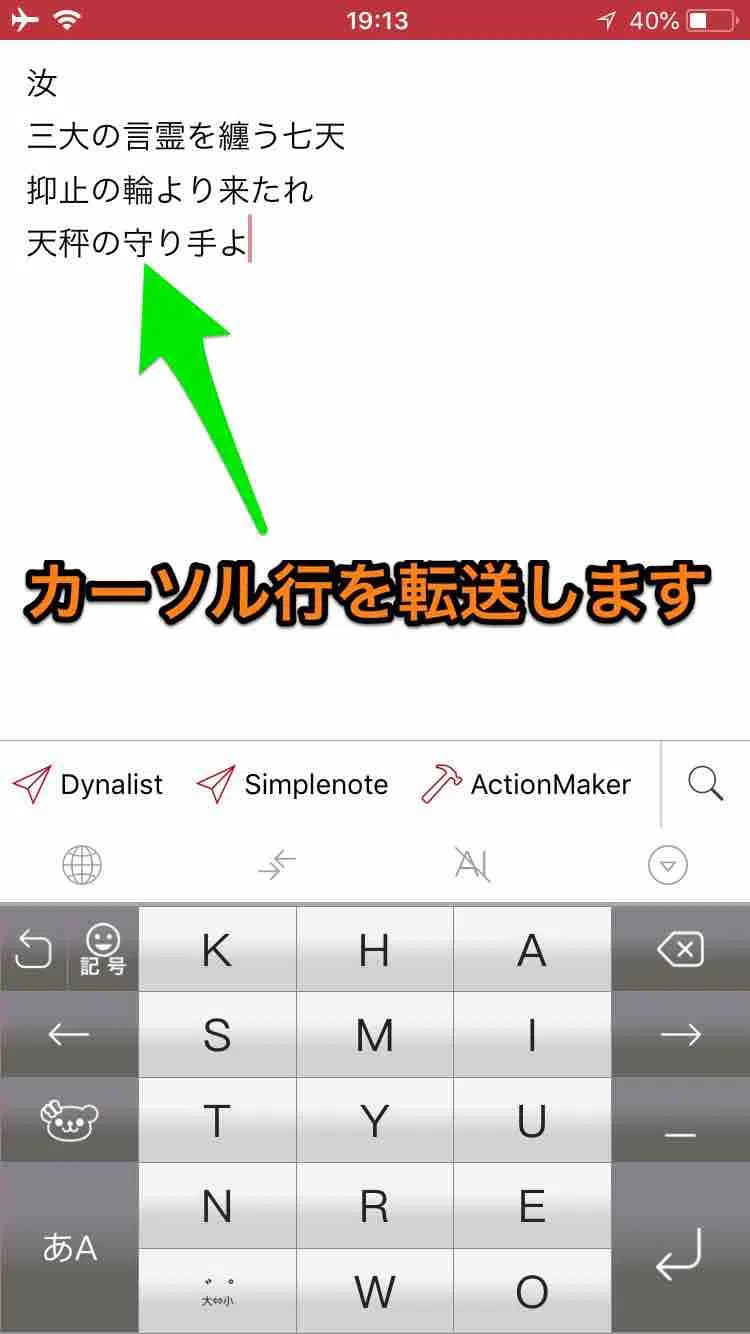 19:13
40%
汝
三大の言霊を纏う七天
抑止の輪より来たれ
天秤の守り手よ
カーソル行を転送します
Dynalist Simplenote ActionMaker
AI
記号 K H A
S M I
T Y U
N R E
あA
大⇔小 W O